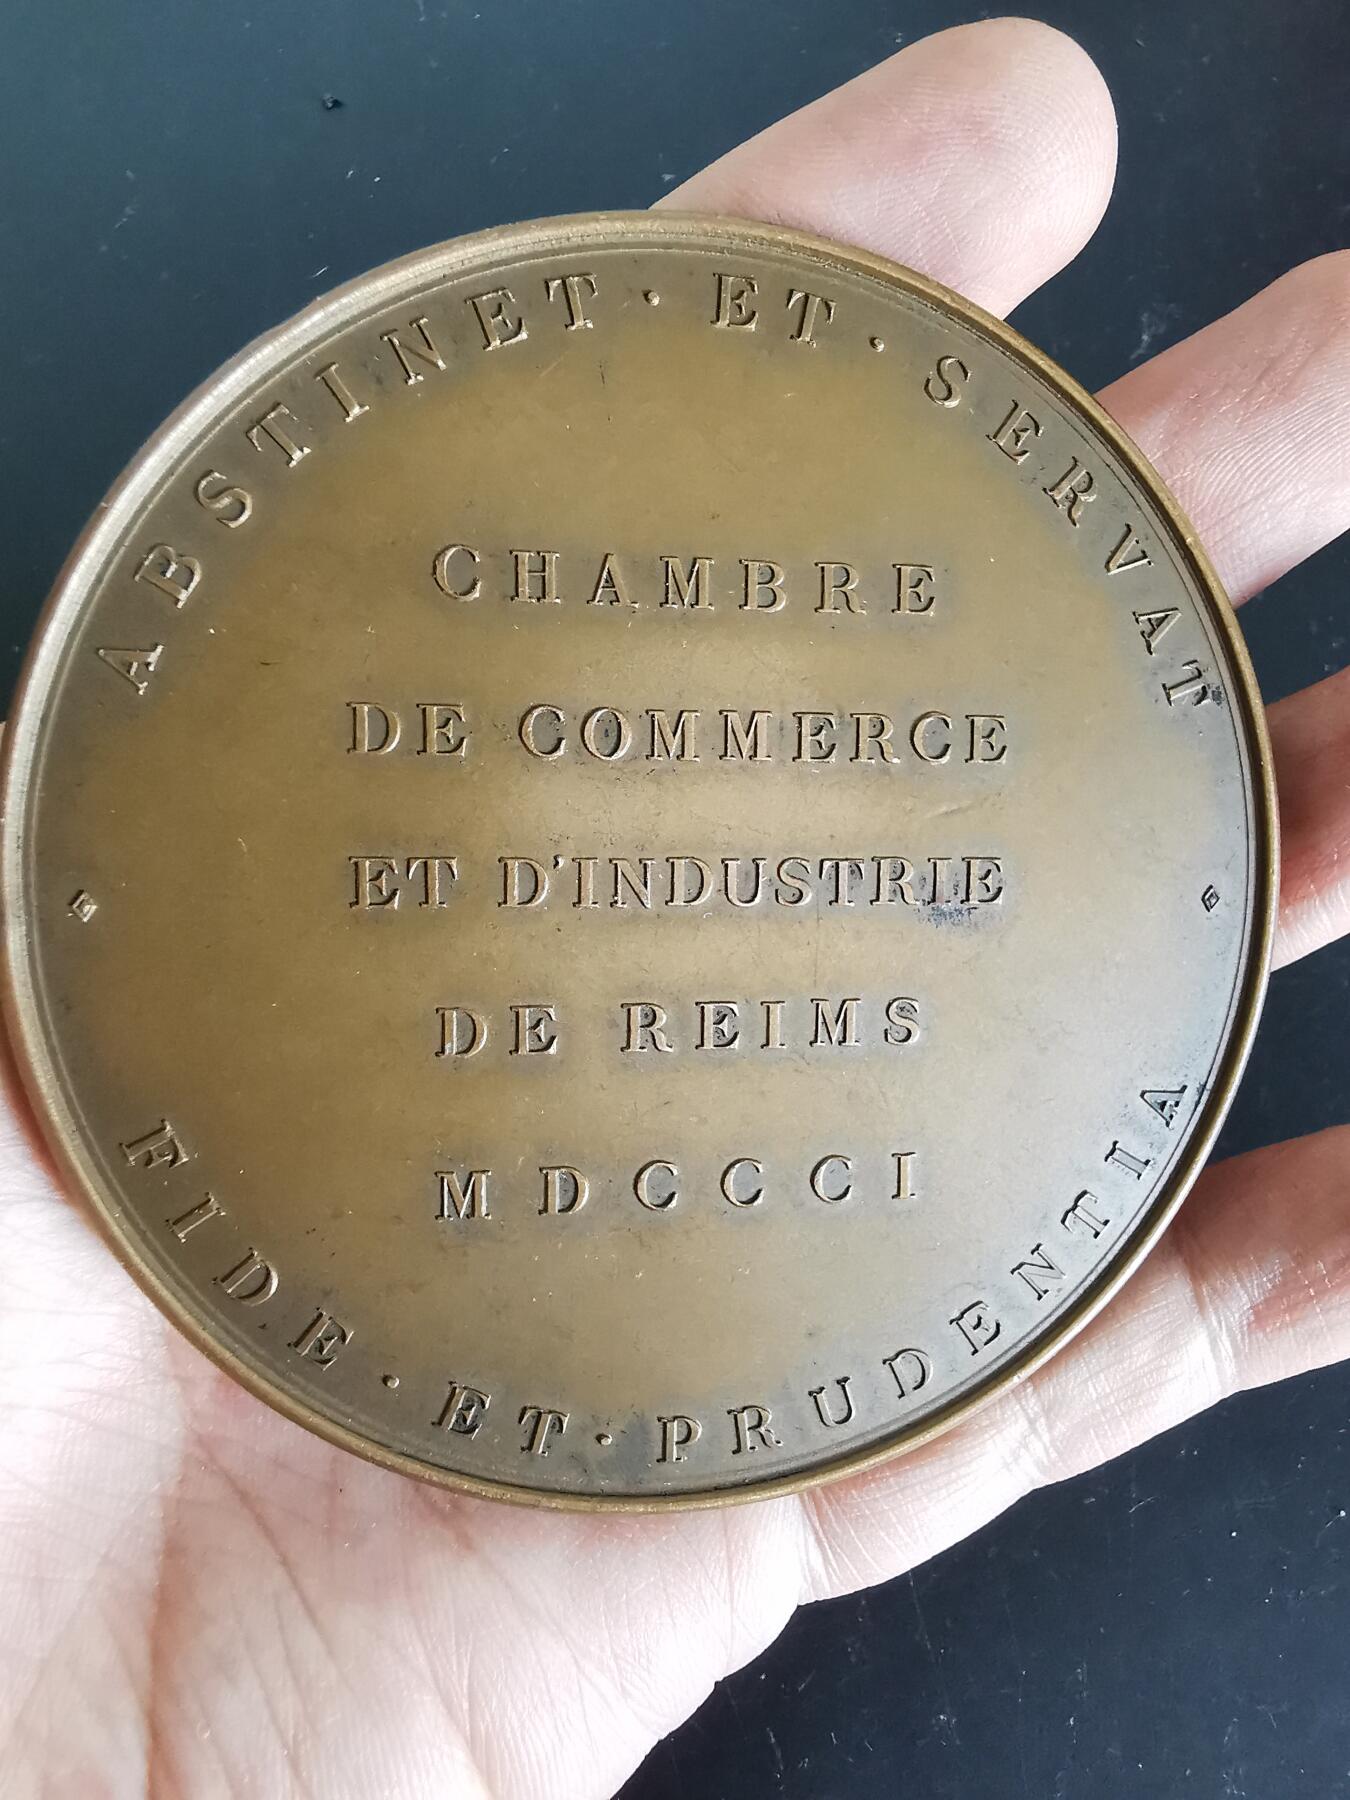 ABSTINET · ET · SERVAT
CHAMBRE
DE COMMERCE
ET D'INDUSTRIE
DE REIMS
MDCCCI
FIDE · ET · PRUDENTIA